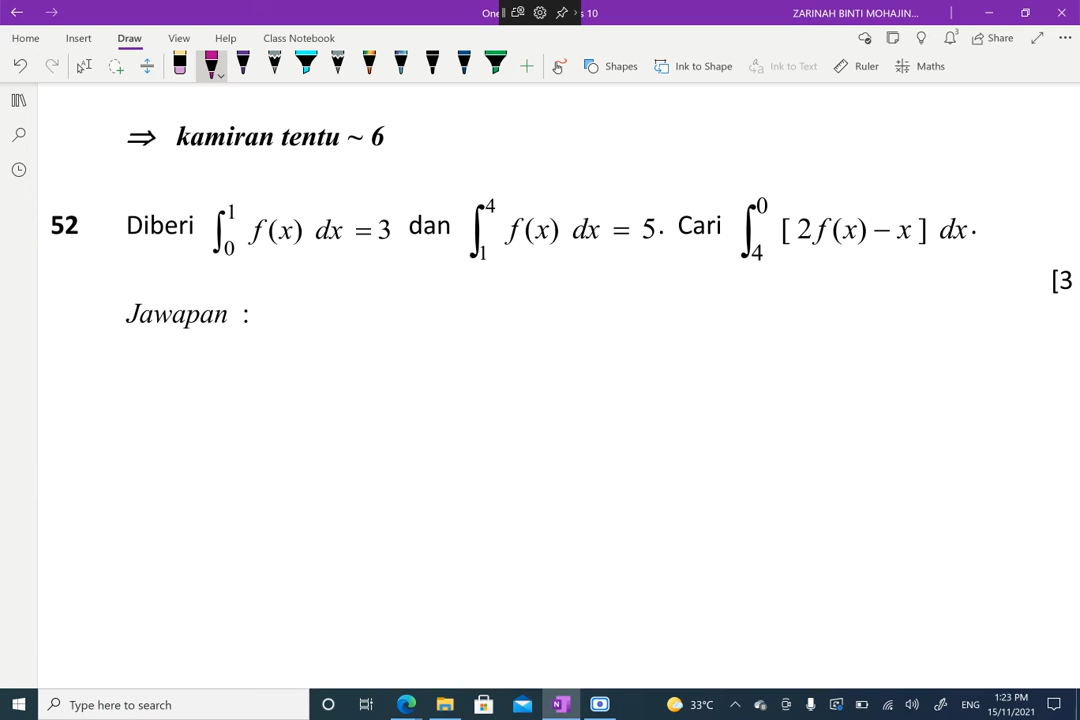 One 10 ZARINAH BINTI MOHAJIN...
Home Insert Draw View Help Class Notebook Share
Shapes Ink to Shape Ink to Text Ruler Maths
⇒ kamiran tentu ~ 6
52 Diberi ∫₀¹ f(x) dx = 3 dan ∫₁⁴ f(x) dx = 5. Cari ∫₄⁰ [ 2f(x) − x ] dx.
[3
Jawapan :
Type here to search 33°C ENG 1:23 PM
15/11/2021